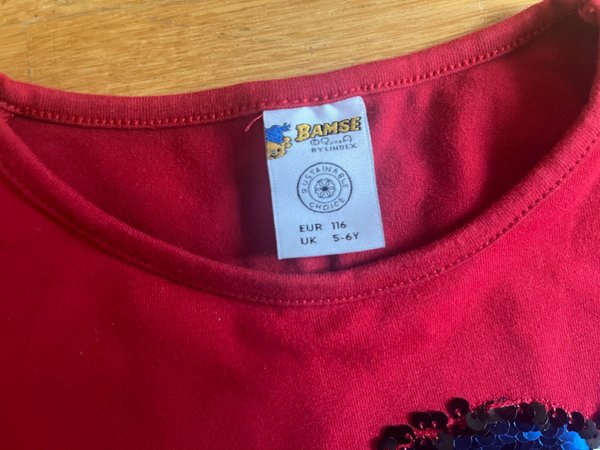 BAMSE
BY LINDEX
SUSTAINABLE
CHOICE
EUR 116
UK 5-6Y